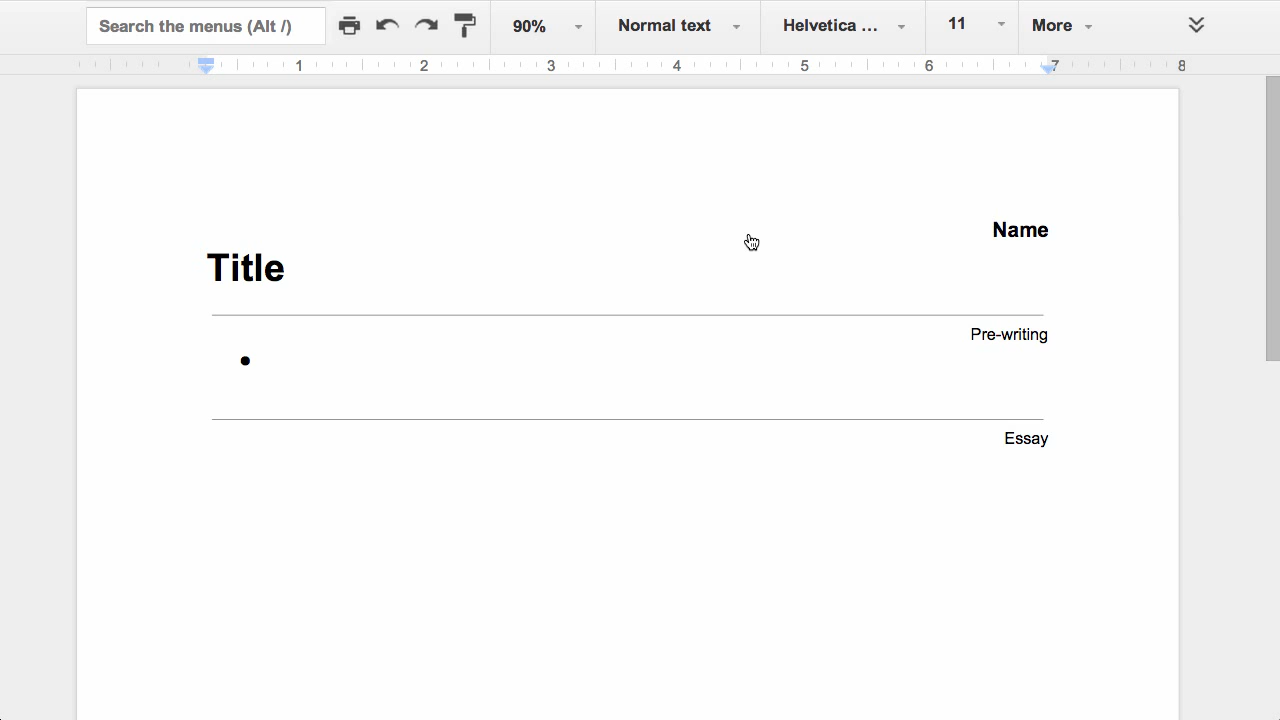 Search the menus (Alt /) 90% Normal text Helvetica ... 11 More
1 2 3 4 5 6 7 8
Name
Title
Pre-writing
●
Essay